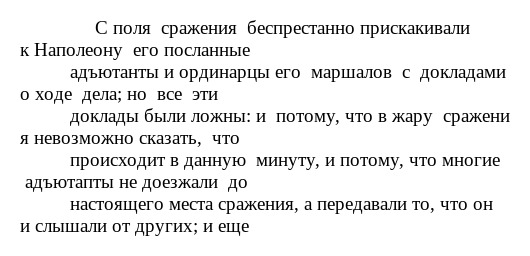 С поля сражения беспрестанно прискакивали
к Наполеону его посланные
адъютанты и ординарцы его маршалов с докладами
о ходе дела; но все эти
доклады были ложны: и потому, что в жару сражени
я невозможно сказать, что
происходит в данную минуту, и потому, что многие
адъютапты не доезжали до
настоящего места сражения, а передавали то, что он
и слышали от других; и еще